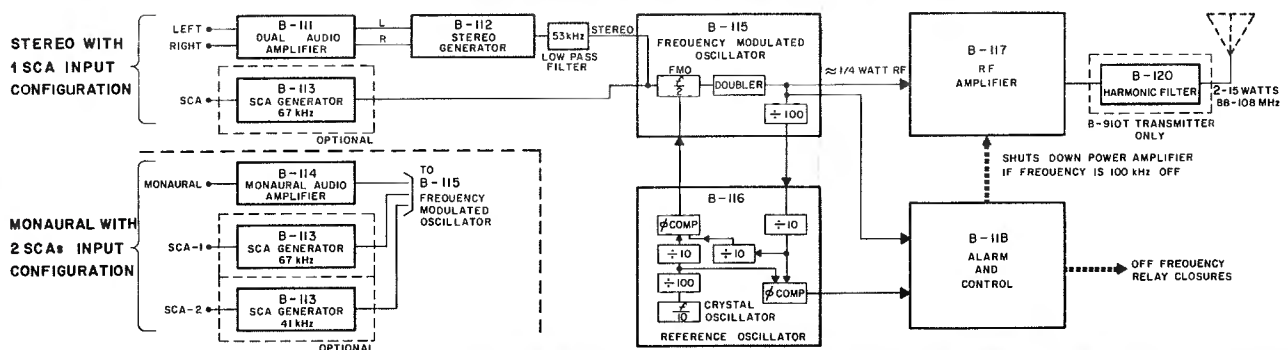 STEREO WITH
1 SCA INPUT
CONFIGURATION
LEFT
RIGHT
B-111
DUAL AUDIO
AMPLIFIER
L
R
B-112
STEREO
GENERATOR
53kHz
LOW PASS
FILTER
STEREO
SCA
B-113
SCA GENERATOR
67 kHz
OPTIONAL
B-115
FREQUENCY MODULATED
OSCILLATOR
FMO
f/2
DOUBLER
÷ 100
≈ 1/4 WATT RF
B-117
RF
AMPLIFIER
B-120
HARMONIC FILTER
B-910T TRANSMITTER
ONLY
2-15 WATTS
88-108 MHz
SHUTS DOWN POWER AMPLIFIER
IF FREQUENCY IS 100 kHz OFF
MONAURAL WITH
2 SCAs INPUT
CONFIGURATION
MONAURAL
B-114
MONAURAL AUDIO
AMPLIFIER
TO
B-115
FREQUENCY
MODULATED
OSCILLATOR
SCA-1
B-113
SCA GENERATOR
67 kHz
SCA-2
B-113
SCA GENERATOR
41 kHz
OPTIONAL
B-116
÷ 10
ϕ COMP
÷ 10
÷ 10
÷ 100
ϕ COMP
f/10
CRYSTAL
OSCILLATOR
REFERENCE OSCILLATOR
B-118
ALARM
AND
CONTROL
OFF FREQUENCY
RELAY CLOSURES